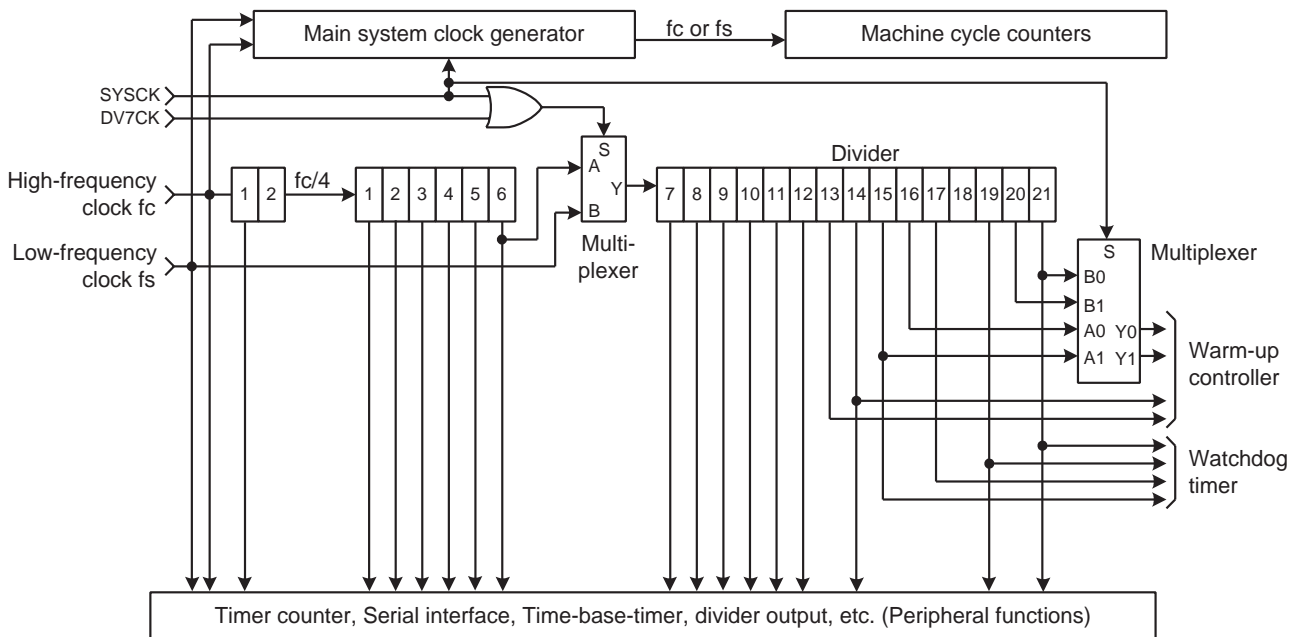 Main system clock generator
fc or fs
Machine cycle counters
SYSCK
DV7CK
High-frequency
clock fc
Low-frequency
clock fs
1 2
fc/4
1 2 3 4 5 6
S
A
Y
B
Multi-
plexer
Divider
7 8 9 10 11 12 13 14 15 16 17 18 19 20 21
S
Multiplexer
B0
B1
A0 Y0
A1 Y1
Warm-up
controller
Watchdog
timer
Timer counter, Serial interface, Time-base-timer, divider output, etc. (Peripheral functions)